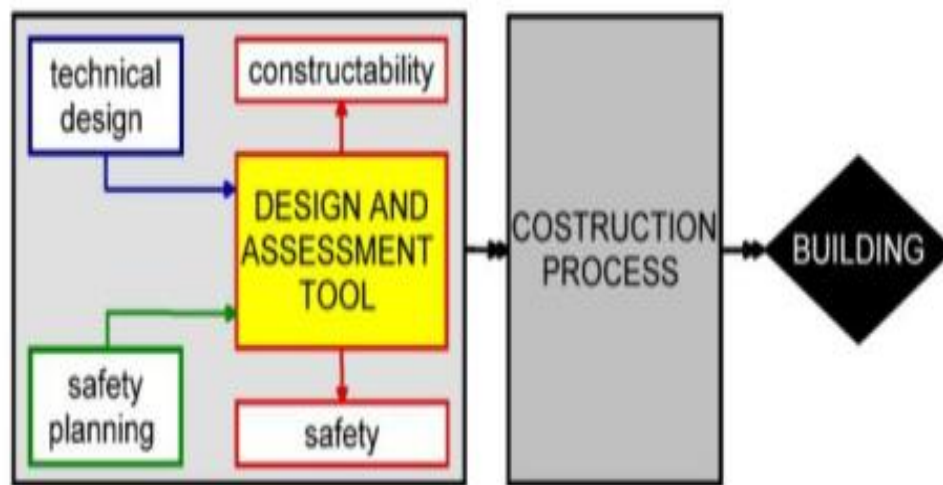 technical
design
constructability
DESIGN AND
ASSESSMENT
TOOL
safety
planning
safety
COSTRUCTION
PROCESS
BUILDING